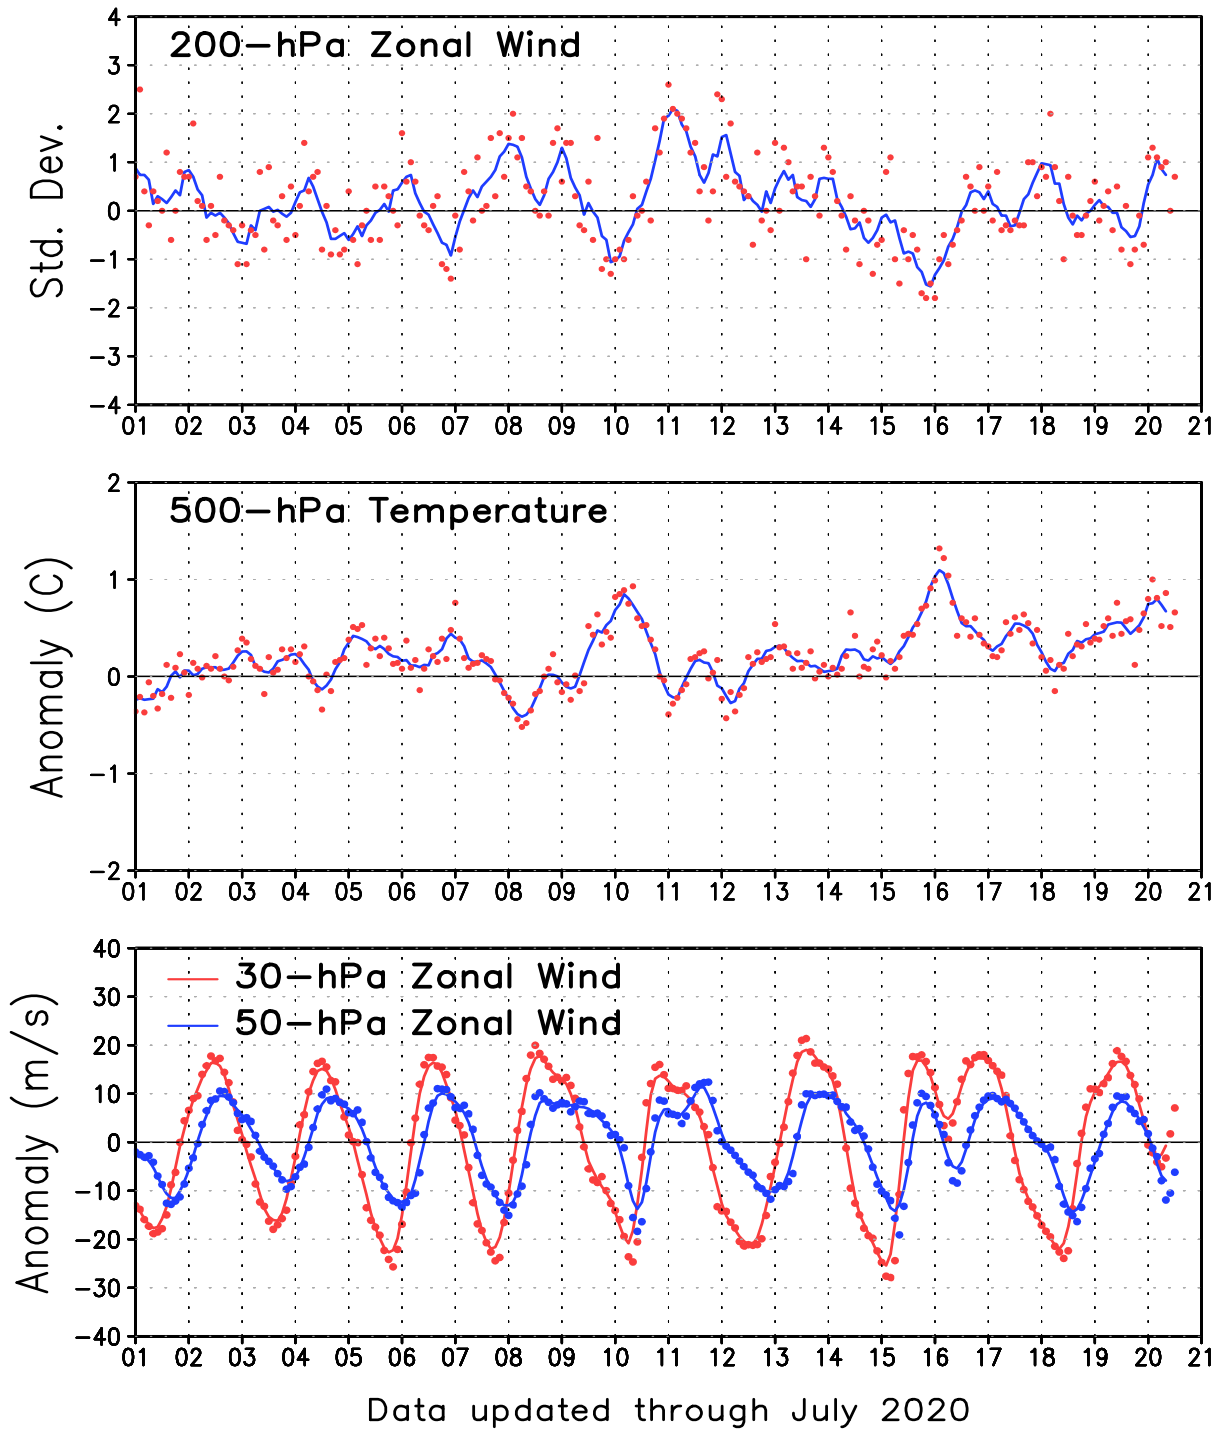 200-hPa Zonal Wind
Std. Dev.
4
3
2
1
0
-1
-2
-3
-4
01 02 03 04 05 06 07 08 09 10 11 12 13 14 15 16 17 18 19 20 21
500-hPa Temperature
Anomaly (C)
2
1
0
-1
-2
01 02 03 04 05 06 07 08 09 10 11 12 13 14 15 16 17 18 19 20 21
30-hPa Zonal Wind
50-hPa Zonal Wind
Anomaly (m/s)
40
30
20
10
0
-10
-20
-30
-40
01 02 03 04 05 06 07 08 09 10 11 12 13 14 15 16 17 18 19 20 21
Data updated through July 2020